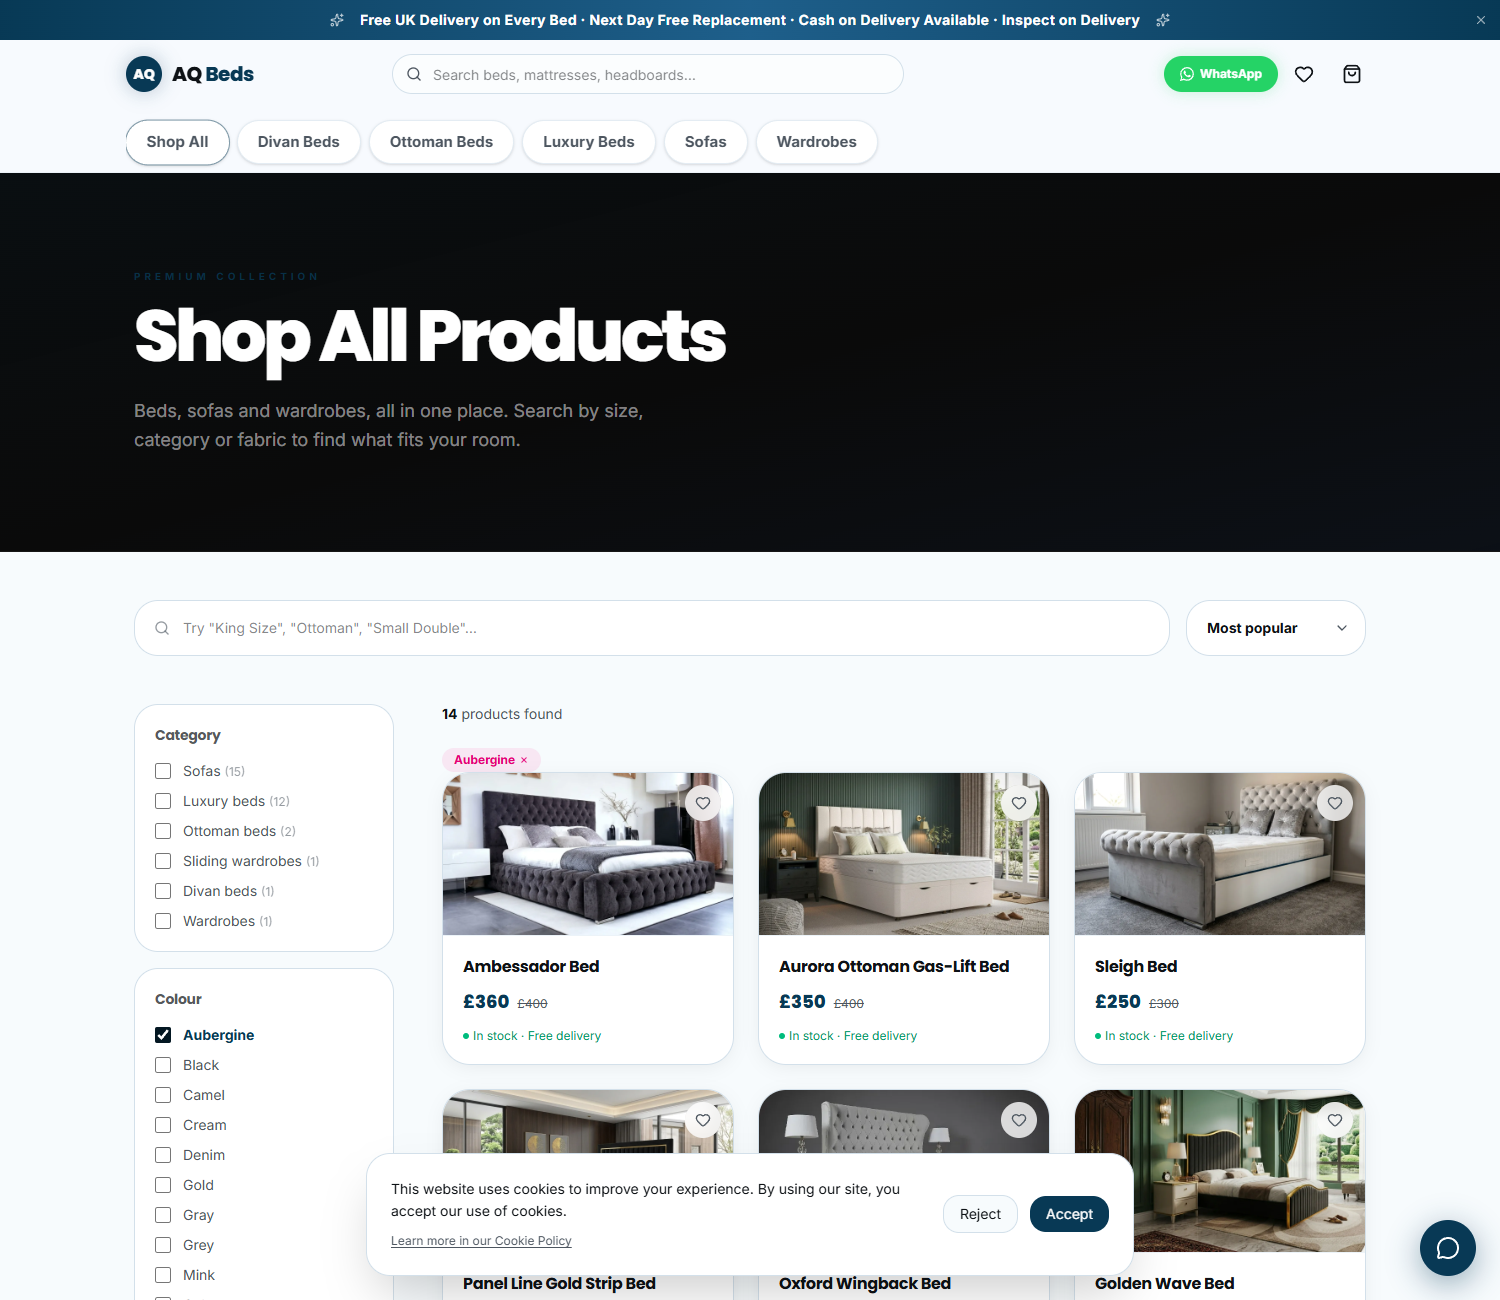 Free UK Delivery on Every Bed · Next Day Free Replacement · Cash on Delivery Available · Inspect on Delivery
AQ
AQ Beds
Search beds, mattresses, headboards...
WhatsApp
Shop All
Divan Beds
Ottoman Beds
Luxury Beds
Sofas
Wardrobes
PREMIUM COLLECTION
Shop All Products
Beds, sofas and wardrobes, all in one place. Search by size,
category or fabric to find what fits your room.
Try "King Size", "Ottoman", "Small Double"...
Most popular
Category
Sofas (15)
Luxury beds (12)
Ottoman beds (2)
Sliding wardrobes (1)
Divan beds (1)
Wardrobes (1)
Colour
Aubergine
Black
Camel
Cream
Denim
Gold
Gray
Grey
Mink
14 products found
Aubergine ×
Ambessador Bed
£360 £400
In stock · Free delivery
Aurora Ottoman Gas-Lift Bed
£350 £400
In stock · Free delivery
Sleigh Bed
£250 £300
In stock · Free delivery
Panel Line Gold Strip Bed
Oxford Wingback Bed
Golden Wave Bed
This website uses cookies to improve your experience. By using our site, you
accept our use of cookies.
Learn more in our Cookie Policy
Reject
Accept